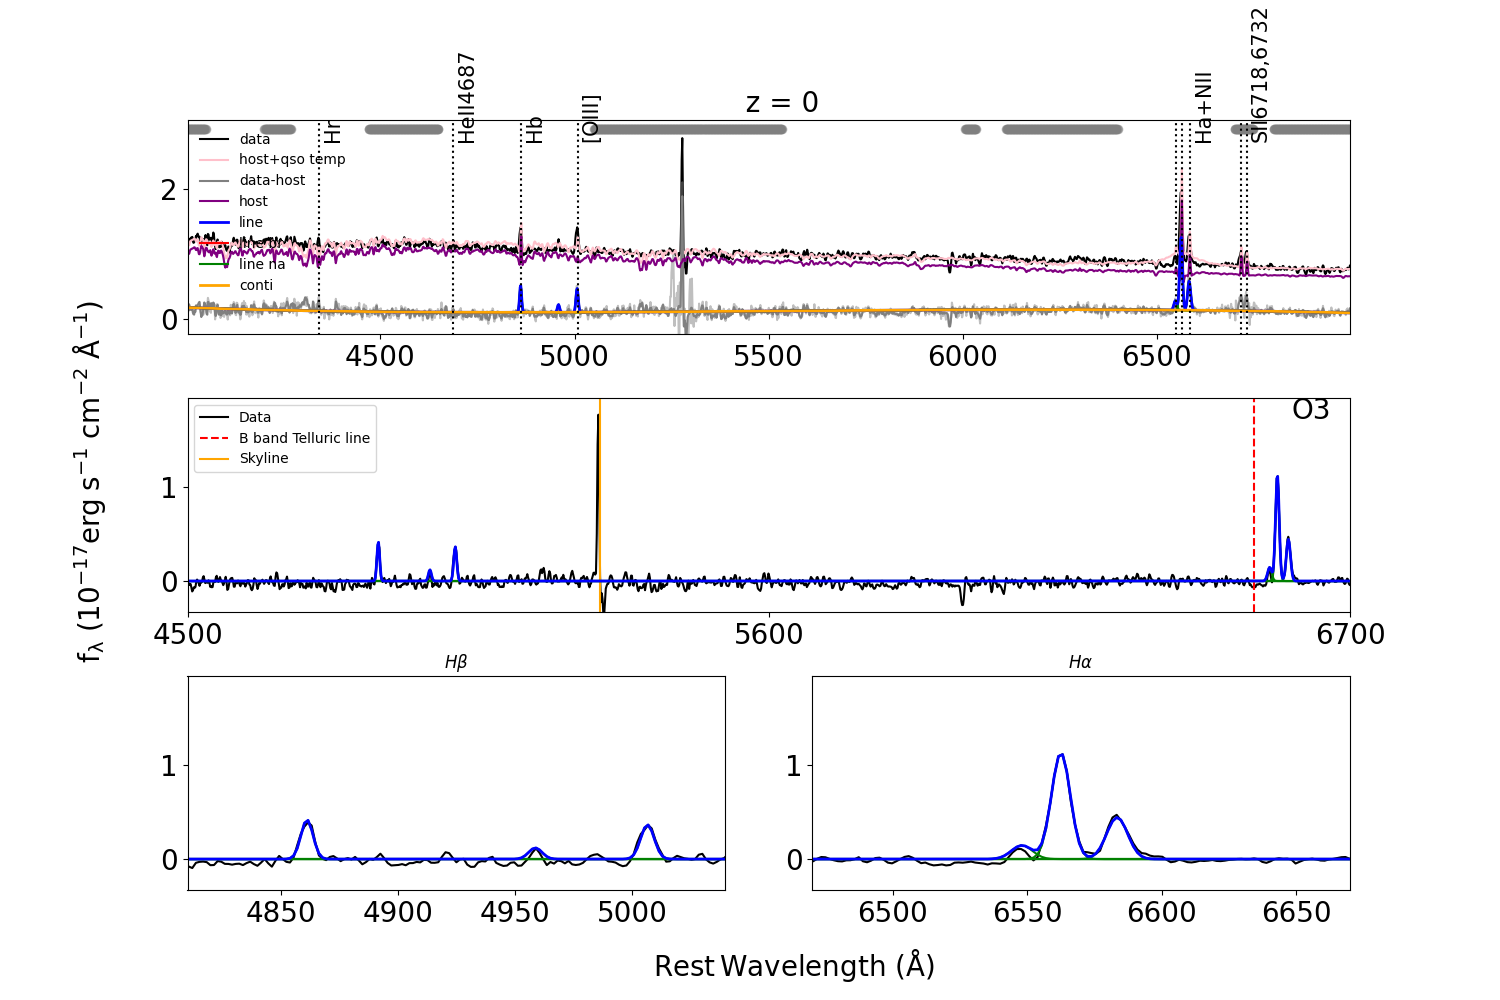 z = 0
Hr
HeII4687
Hb
[OIII]
Ha+NII
SII6718,6732
data
host+qso temp
data-host
host
line
line br
line na
conti
2
0
4500
5000
5500
6000
6500
O3
Data
B band Telluric line
Skyline
1
0
4500
5600
6700
f_λ (10^{-17} erg s^{-1} cm^{-2} Å^{-1})
Hβ
1
0
4850
4900
4950
5000
Hα
1
0
6500
6550
6600
6650
Rest Wavelength (Å)